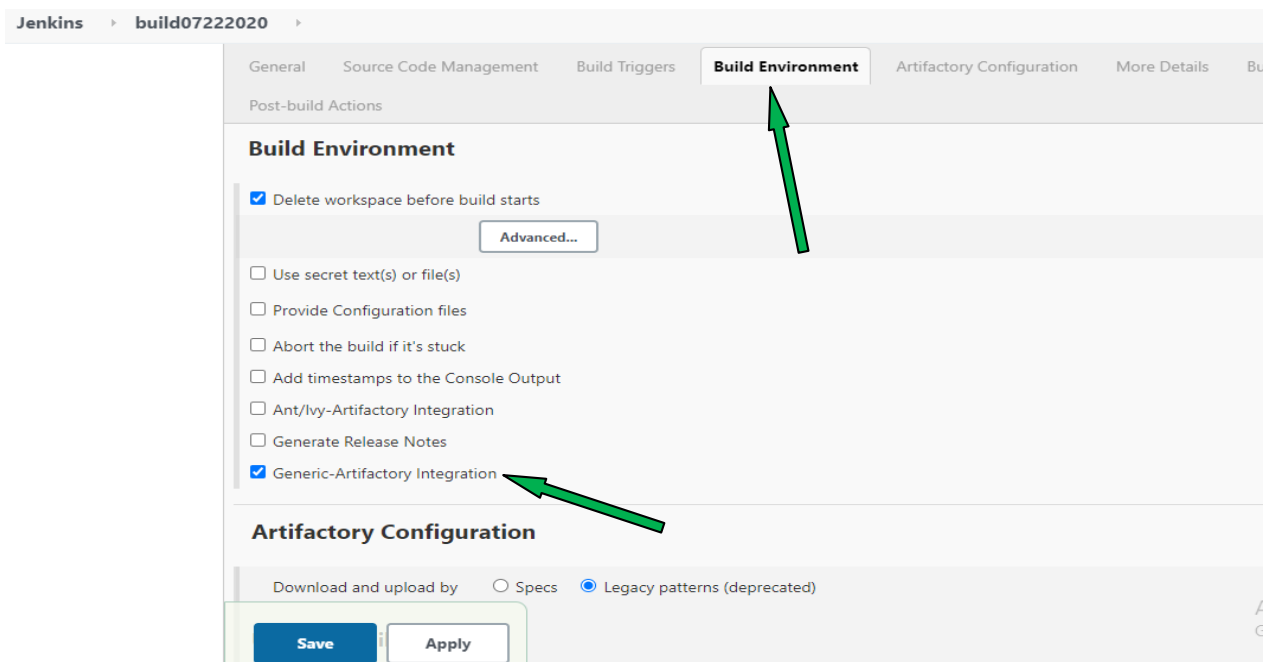 Jenkins build07222020
General Source Code Management Build Triggers Build Environment Artifactory Configuration More Details
Post-build Actions
Build Environment
Delete workspace before build starts
Advanced...
Use secret text(s) or file(s)
Provide Configuration files
Abort the build if it's stuck
Add timestamps to the Console Output
Ant/Ivy-Artifactory Integration
Generate Release Notes
Generic-Artifactory Integration
Artifactory Configuration
Download and upload by Specs Legacy patterns (deprecated)
Save Apply